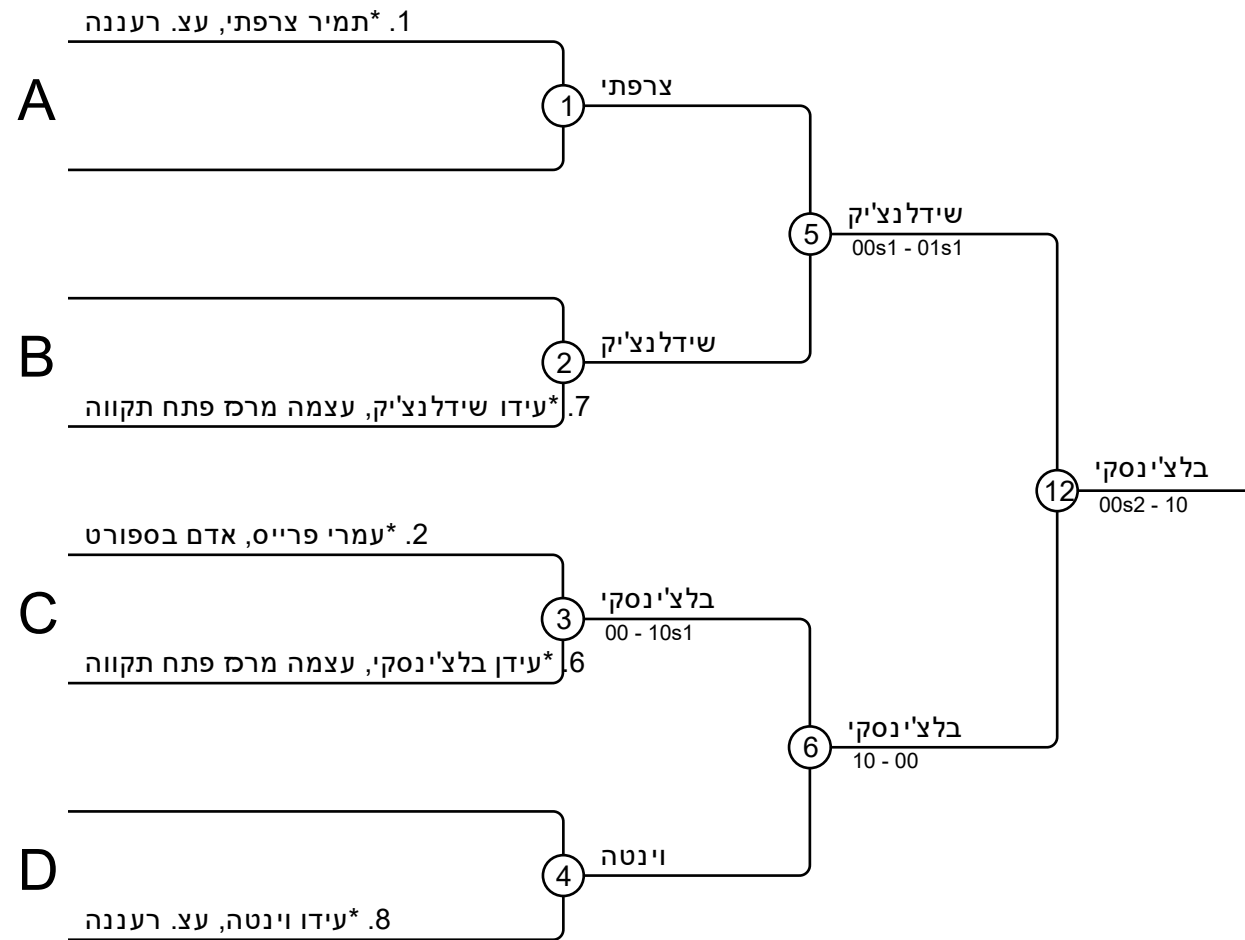 1. *תמיר צרפתי, עצ. רעננה
A
1
צרפתי
5
שידלנצ'יק
00s1 - 01s1
B
2
שידלנצ'יק
7. *עידו שידלנצ'יק, עצמה מרכז פתח תקווה
12
בלצ'ינסקי
00s2 - 10
2. *עמרי פרייס, אדם בספורט
C
3
בלצ'ינסקי
00 - 10s1
6. *עידן בלצ'ינסקי, עצמה מרכז פתח תקווה
6
בלצ'ינסקי
10 - 00
D
4
וינטה
8. *עידו וינטה, עצ. רעננה